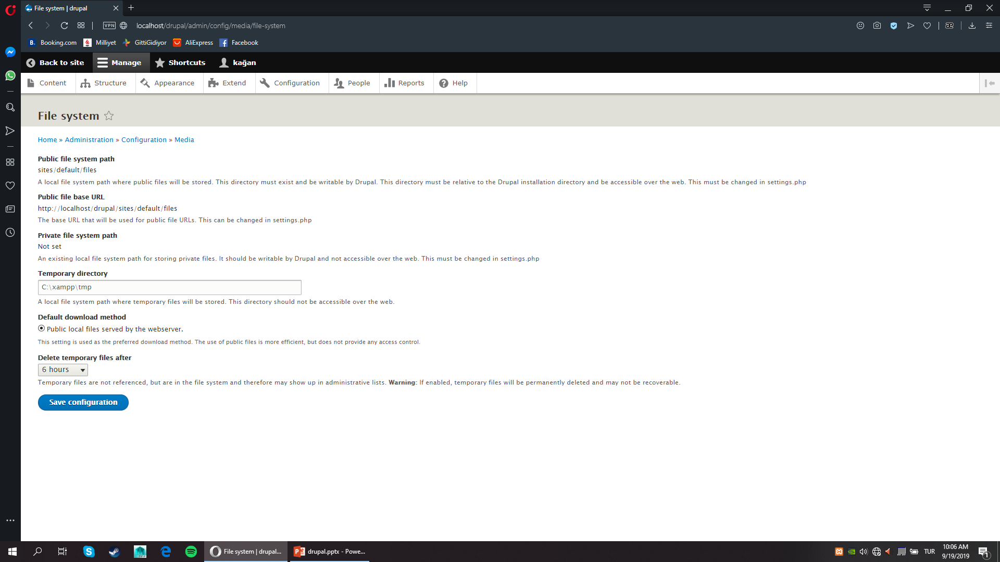 File system | drupal
VPN
localhost/drupal/admin/config/media/file-system
Booking.com Milliyet GittiGidiyor AliExpress Facebook
Back to site Manage Shortcuts kağan
Content Structure Appearance Extend Configuration People Reports Help
File system
Home » Administration » Configuration » Media
Public file system path
sites/default/files
A local file system path where public files will be stored. This directory must exist and be writable by Drupal. This directory must be relative to the Drupal installation directory and be accessible over the web. This must be changed in settings.php
Public file base URL
http://localhost/drupal/sites/default/files
The base URL that will be used for public file URLs. This can be changed in settings.php
Private file system path
Not set
An existing local file system path for storing private files. It should be writable by Drupal and not accessible over the web. This must be changed in settings.php
Temporary directory
C:\xampp\tmp
A local file system path where temporary files will be stored. This directory should not be accessible over the web.
Default download method
Public local files served by the webserver.
This setting is used as the preferred download method. The use of public files is more efficient, but does not provide any access control.
Delete temporary files after
6 hours
Temporary files are not referenced, but are in the file system and therefore may show up in administrative lists. Warning: If enabled, temporary files will be permanently deleted and may not be recoverable.
Save configuration
File system | drupal... drupal.pptx - Powe... TUR 10:06 AM
9/19/2019